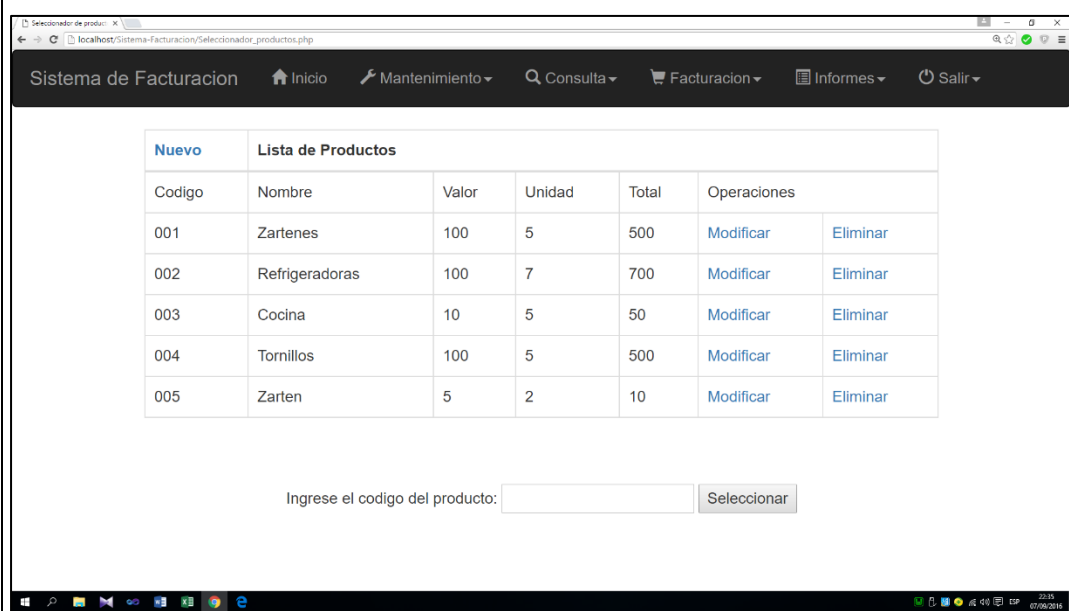 Seleccionador de product
localhost/Sistema-Facturacion/Seleccionador_productos.php
Sistema de Facturacion Inicio Mantenimiento Consulta Facturacion Informes Salir
Nuevo Lista de Productos
Codigo Nombre Valor Unidad Total Operaciones
001 Zartenes 100 5 500 Modificar Eliminar
002 Refrigeradoras 100 7 700 Modificar Eliminar
003 Cocina 10 5 50 Modificar Eliminar
004 Tornillos 100 5 500 Modificar Eliminar
005 Zarten 5 2 10 Modificar Eliminar
Ingrese el codigo del producto: Seleccionar
ESP 22:35
07/09/2016